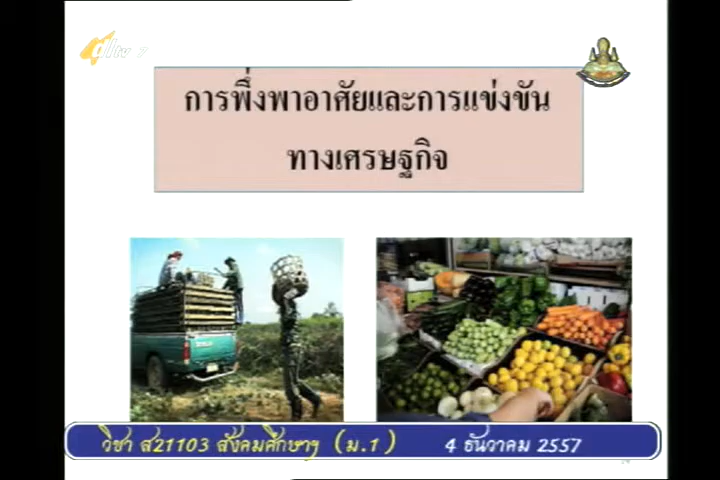 การพึ่งพาอาศัยและการแข่งขัน
ทางเศรษฐกิจ
วิชา ส21103 สังคมศึกษาฯ (ม.1) 4 ธันวาคม 2557